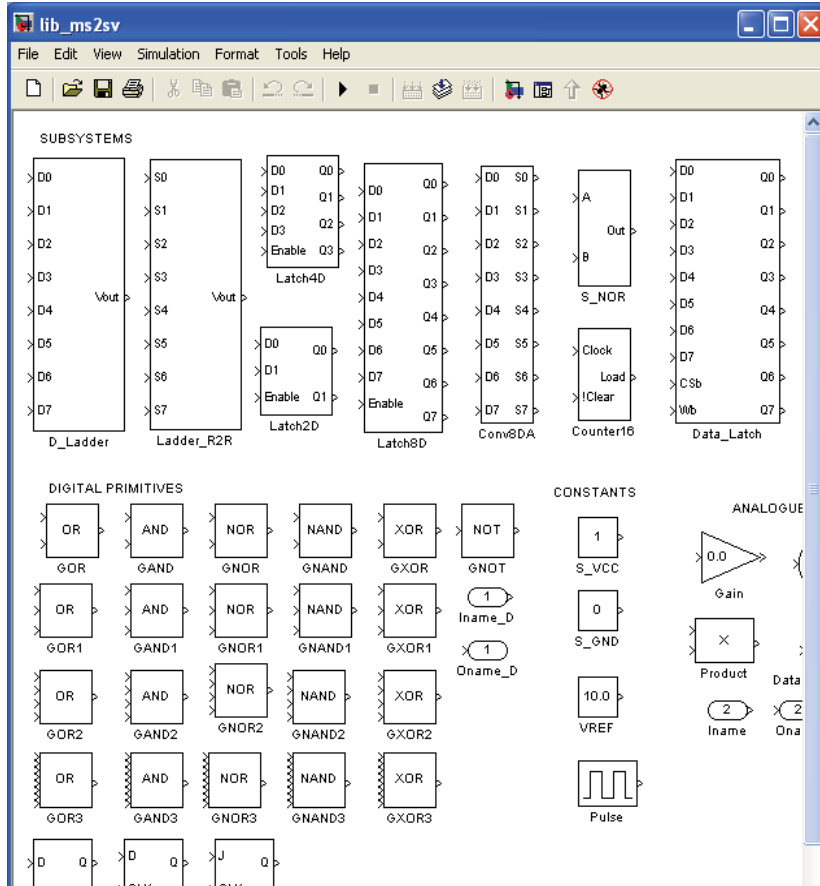 lib_ms2sv
File Edit View Simulation Format Tools Help
SUBSYSTEMS
D0
D1
D2
D3
D4
D5
D6
D7
Vout
D_Ladder
S0
S1
S2
S3
S4
S5
S6
S7
Vout
Ladder_R2R
D0 Q0
D1 Q1
D2 Q2
D3
Enable Q3
Latch4D
D0 Q0
D1
Enable Q1
Latch2D
D0 Q0
D1 Q1
D2 Q2
D3 Q3
D4 Q4
D5 Q5
D6 Q6
D7
Enable Q7
Latch8D
D0 S0
D1 S1
D2 S2
D3 S3
D4 S4
D5 S5
D6 S6
D7 S7
Conv8DA
A
Out
B
S_NOR
Clock
Load
!Clear
Counter16
D0 Q0
D1 Q1
D2 Q2
D3 Q3
D4 Q4
D5 Q5
D6
D7 Q6
CSb
Wb Q7
Data_Latch
DIGITAL PRIMITIVES
OR AND NOR NAND XOR NOT
GOR GAND GNOR GNAND GXOR GNOT
OR AND NOR NAND XOR
GOR1 GAND1 GNOR1 GNAND1 GXOR1
1
Iname_D
1
Oname_D
OR AND NOR NAND XOR
GOR2 GAND2 GNOR2 GNAND2 GXOR2
OR AND NOR NAND XOR
GOR3 GAND3 GNOR3 GNAND3 GXOR3
D Q
D Q
J Q
CONSTANTS
1
S_VCC
0
S_GND
10.0
VREF
Pulse
ANALOGUE
0.0
Gain
X
Product
Data
2
Iname
2
Ona